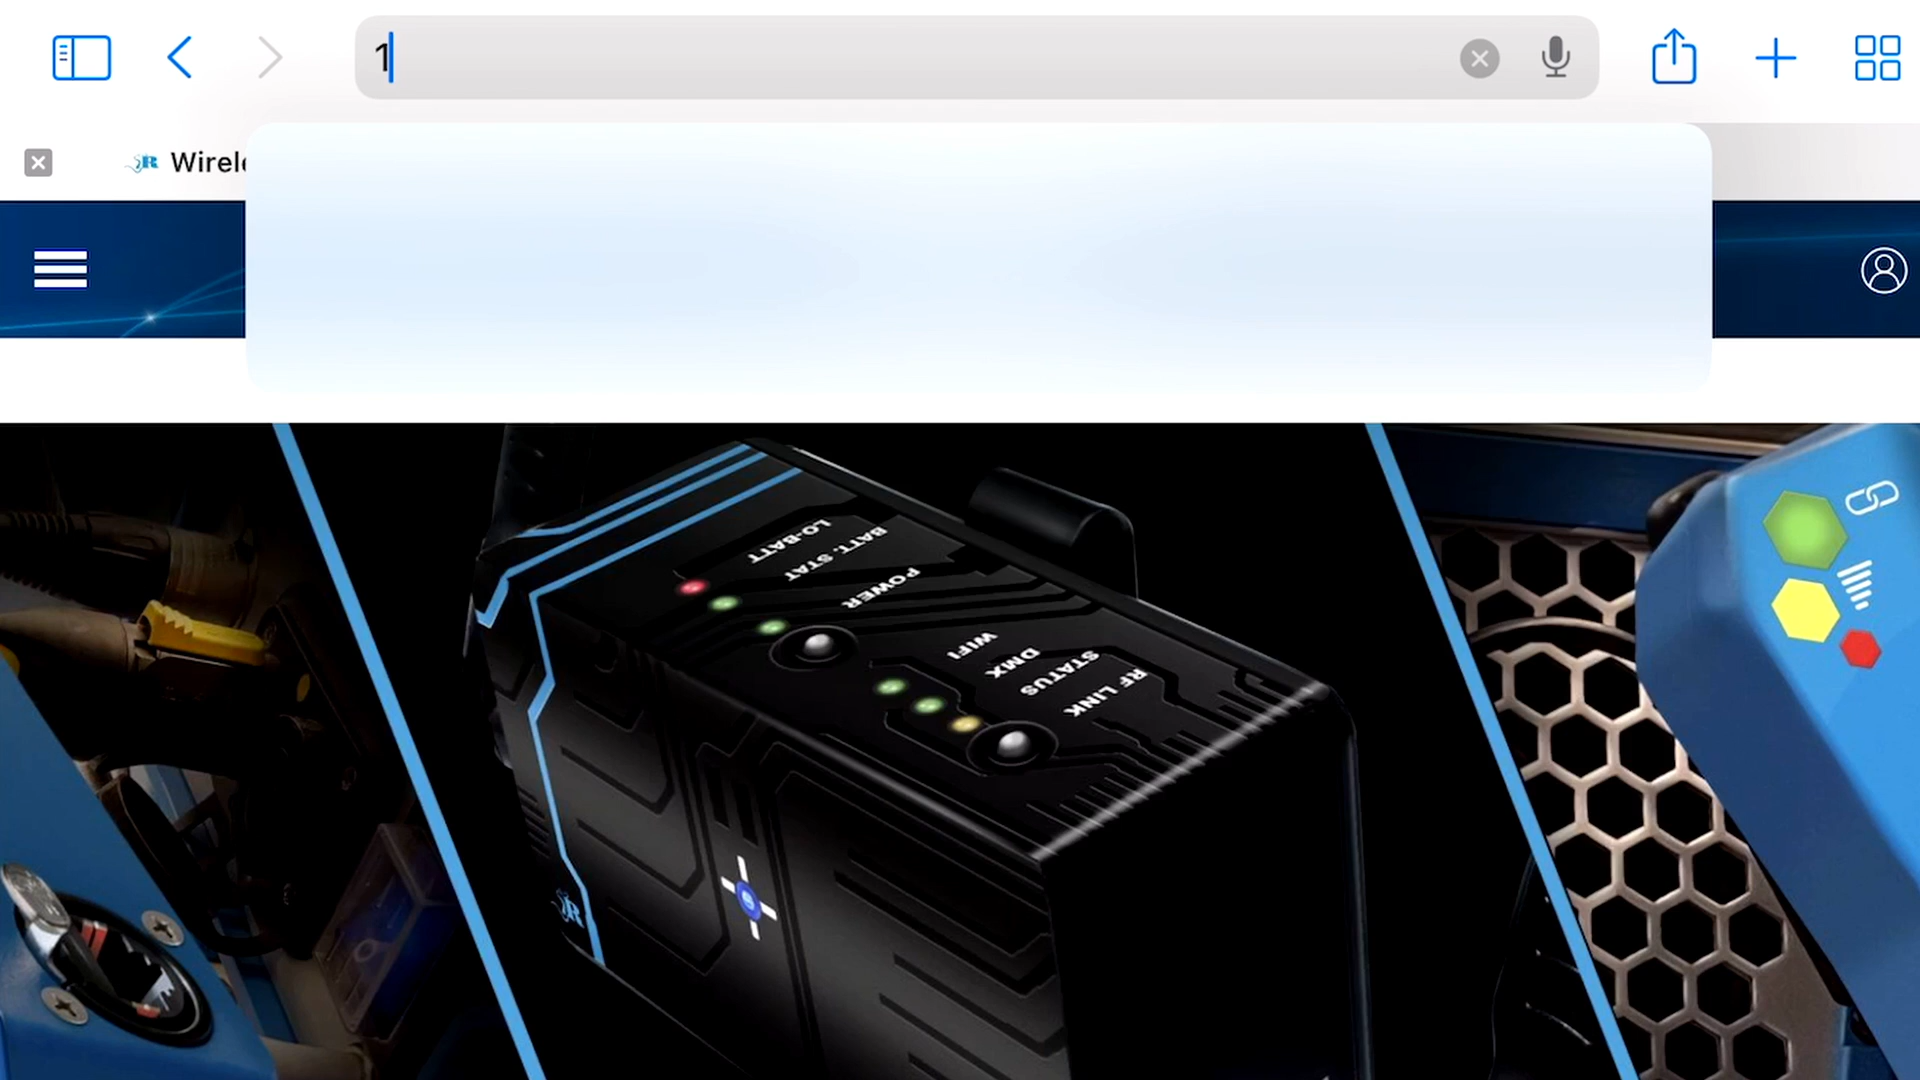 1
Wirel
LO-BATT
BATT. STAT
POWER
WIFI
DMX
STATUS
RF LINK
R